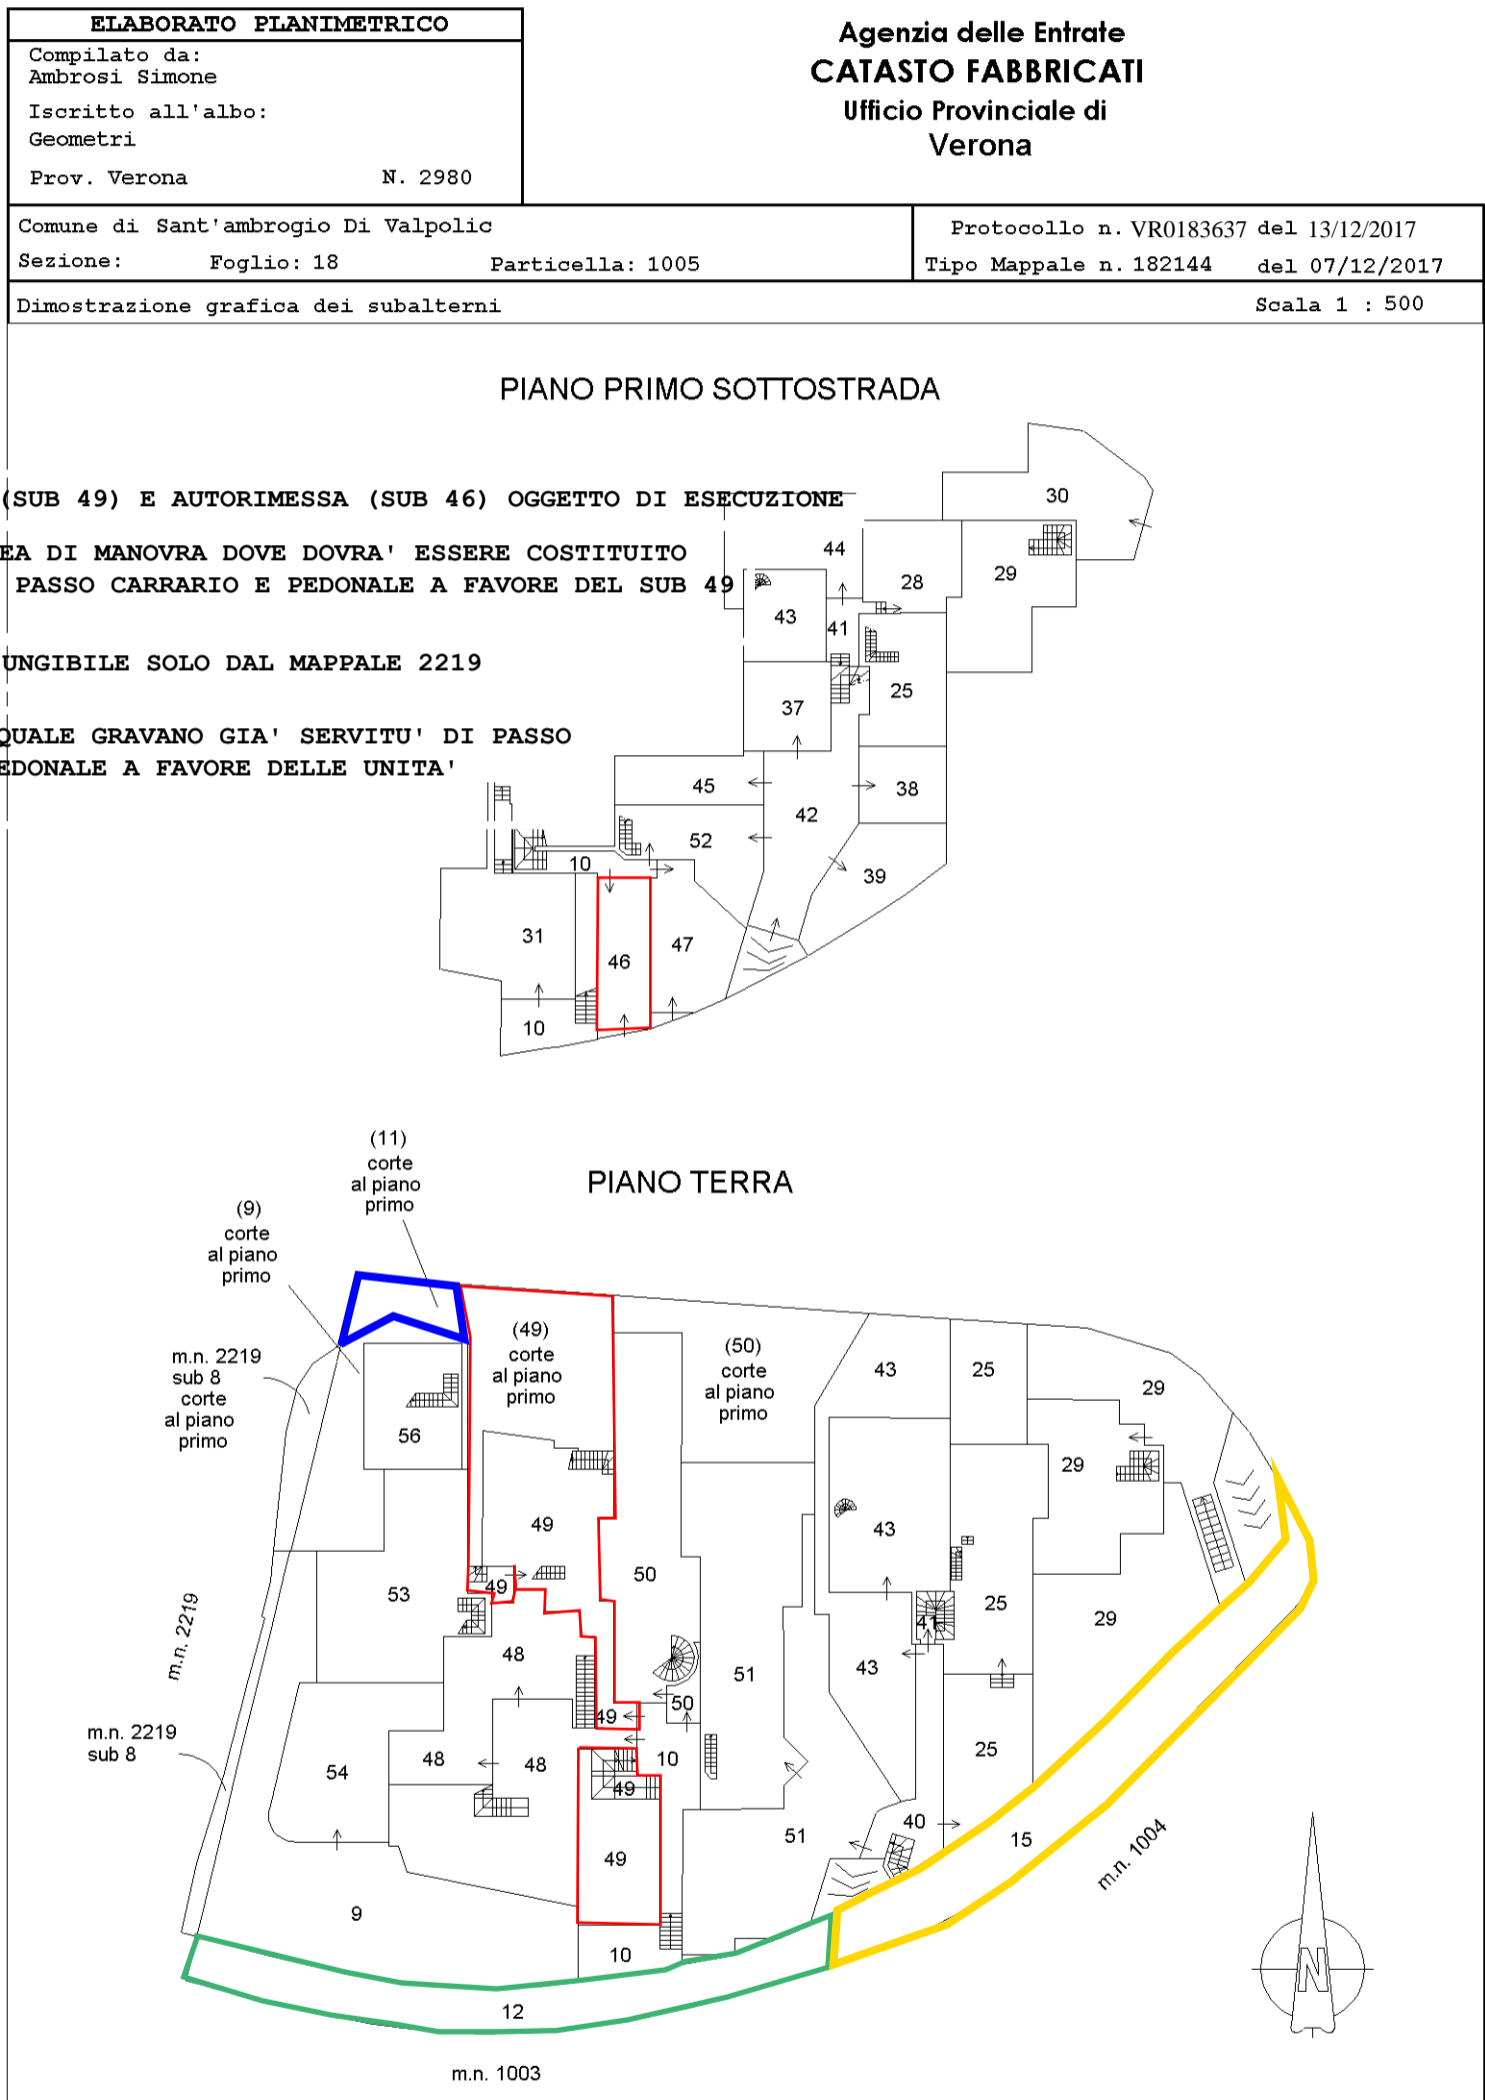 ELABORATO PLANIMETRICO
Compilato da:
Ambrosi Simone
Iscritto all'albo:
Geometri
Prov. Verona N. 2980
Agenzia delle Entrate
CATASTO FABBRICATI
Ufficio Provinciale di
Verona
Comune di Sant'ambrogio Di Valpolic
Sezione: Foglio: 18 Particella: 1005
Protocollo n. VR0183637 del 13/12/2017
Tipo Mappale n. 182144 del 07/12/2017
Dimostrazione grafica dei subalterni Scala 1 : 500
PIANO PRIMO SOTTOSTRADA
(SUB 49) E AUTORIMESSA (SUB 46) OGGETTO DI ESECUZIONE
EA DI MANOVRA DOVE DOVRA' ESSERE COSTITUITO
PASSO CARRARIO E PEDONALE A FAVORE DEL SUB 49
UNGIBILE SOLO DAL MAPPALE 2219
QUALE GRAVANO GIA' SERVITU' DI PASSO
EDONALE A FAVORE DELLE UNITA'
30
44
28
29
43
41
25
37
45
38
42
52
10
39
31
46
47
10
PIANO TERRA
(11)
corte
al piano
primo
(9)
corte
al piano
primo
m.n. 2219
sub 8
corte
al piano
primo
(49)
corte
al piano
primo
(50)
corte
al piano
primo
43
25
29
56
29
49
43
50
49
53
25
29
41
48
43
51
50
49
m.n. 2219
m.n. 2219
sub 8
54
48
48
10
25
49
40
15
51
49
m.n. 1004
9
10
12
N
m.n. 1003